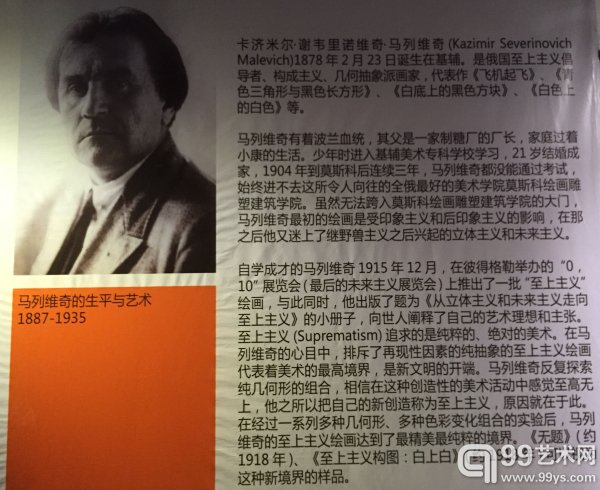 卡济米尔·谢韦里诺维奇·马列维奇(Kazimir Severinovich
Malevich)1878年2月23日诞生在基辅。是俄国至上主义倡
导者、构成主义、几何抽象派画家，代表作《飞机起飞》、《青
色三角形与黑色长方形》、《白底上的黑色方块》、《白色上
的白色》等。
马列维奇有着波兰血统，其父是一家制糖厂的厂长，家庭过着
小康的生活。少年时进入基辅美术专科学校学习，21岁结婚成
家，1904年到莫斯科后连续三年，马列维奇都没能通过考试，
始终进不去这所令人向往的全俄最好的美术学院莫斯科绘画雕
塑建筑学院。虽然无法跨入莫斯科绘画雕塑建筑学院的大门，
马列维奇最初的绘画是受印象主义和后印象主义的影响，在那
之后他又迷上了继野兽主义之后兴起的立体主义和未来主义。
自学成才的马列维奇1915年12月，在彼得格勒举办的“0，
10”展览会(最后的未来主义展览会)上推出了一批“至上主义”
绘画，与此同时，他出版了题为《从立体主义和未来主义走向
至上主义》的小册子，向世人阐释了自己的艺术理想和主张。
至上主义(Suprematism)追求的是纯粹的、绝对的美术。在马
列维奇的心目中，排斥了再现性因素的纯抽象的至上主义绘画
代表着美术的最高境界，是新文明的开端。马列维奇反复探索
纯几何形的组合，相信在这种创造性的美术活动中感觉至高无
上，他之所以把自己的新创造称为至上主义，原因就在于此。
在经过一系列多种几何形、多种色彩变化组合的实验后，马列
维奇的至上主义绘画达到了最精美最纯粹的境界。《无题》(约
1918年)、《至上主义构图：白上白》
这种新境界的样品。
马列维奇的生平与艺术
1887-1935
99艺术网
www.99ys.com